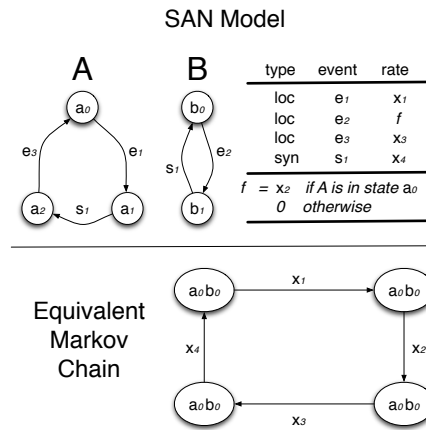 SAN Model
A
B
a₀
e₃
e₁
a₂
s₁
a₁
b₀
s₁
e₂
b₁
type event rate
loc e₁ x₁
loc e₂ f
loc e₃ x₃
syn s₁ x₄
f = x₂ if A is in state a₀
0 otherwise
Equivalent
Markov
Chain
a₀b₀
x₁
a₀b₀
x₄
x₂
a₀b₀
x₃
a₀b₀